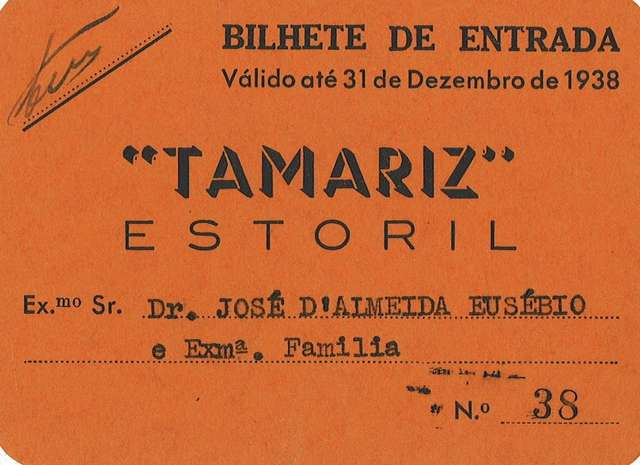 BILHETE DE ENTRADA
Válido até 31 de Dezembro de 1938
"TAMARIZ"
ESTORIL
Ex.mo Sr. Dr. JOSÉ D'ALMEIDA EUSÉBIO
e Exmª. Familia
N.º 38